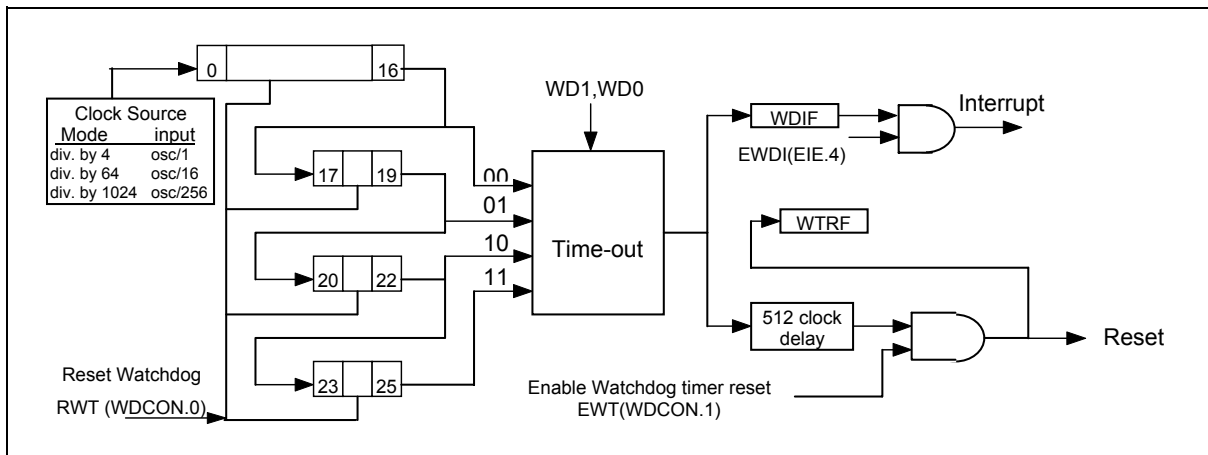 0 16
WD1,WD0
Clock Source
Mode input
div. by 4 osc/1
div. by 64 osc/16
div. by 1024 osc/256
WDIF
Interrupt
EWDI(EIE.4)
17 19
00
01
WTRF
20 22
10
Time-out
11
512 clock
delay
Reset
23 25
Reset Watchdog
RWT (WDCON.0)
Enable Watchdog timer reset
EWT(WDCON.1)